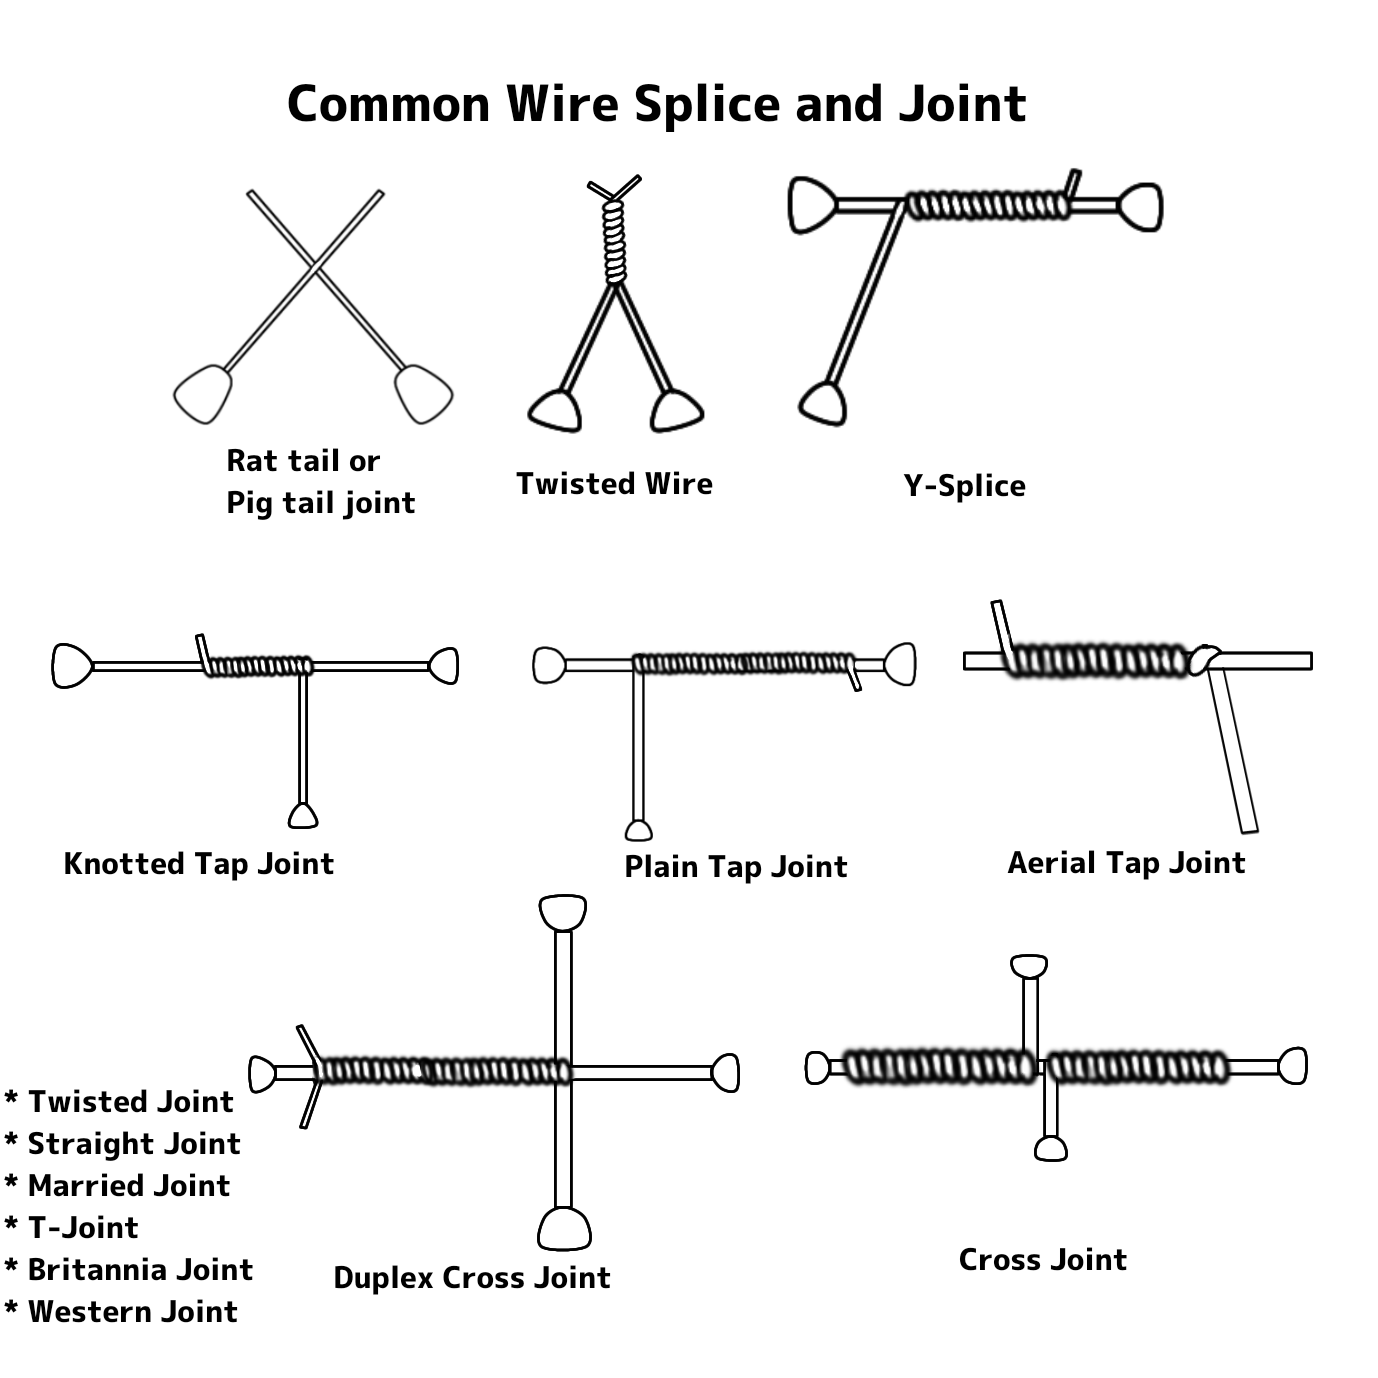 Common Wire Splice and Joint
Rat tail or
Pig tail joint
Twisted Wire
Y-Splice
Knotted Tap Joint
Plain Tap Joint
Aerial Tap Joint
* Twisted Joint
* Straight Joint
* Married Joint
* T-Joint
* Britannia Joint
* Western Joint
Duplex Cross Joint
Cross Joint